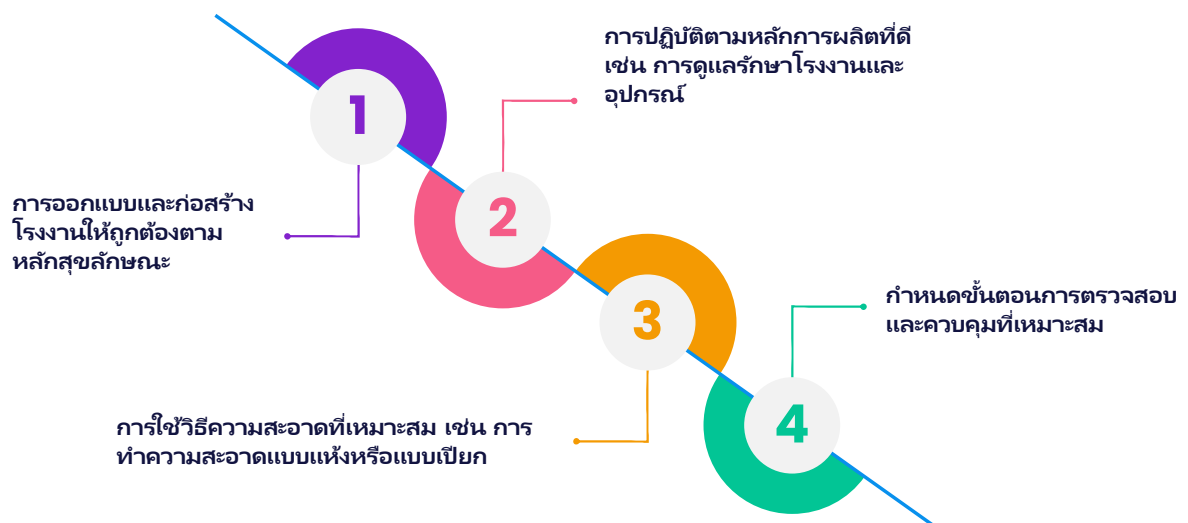 1
การออกแบบและก่อสร้าง
โรงงานให้ถูกต้องตาม
หลักสุขลักษณะ
2
การปฏิบัติตามหลักการผลิตที่ดี
เช่น การดูแลรักษาโรงงานและ
อุปกรณ์
3
การใช้วิธีความสะอาดที่เหมาะสม เช่น การ
ทำความสะอาดแบบแห้งหรือแบบเปียก
4
กำหนดขั้นตอนการตรวจสอบ
และควบคุมที่เหมาะสม